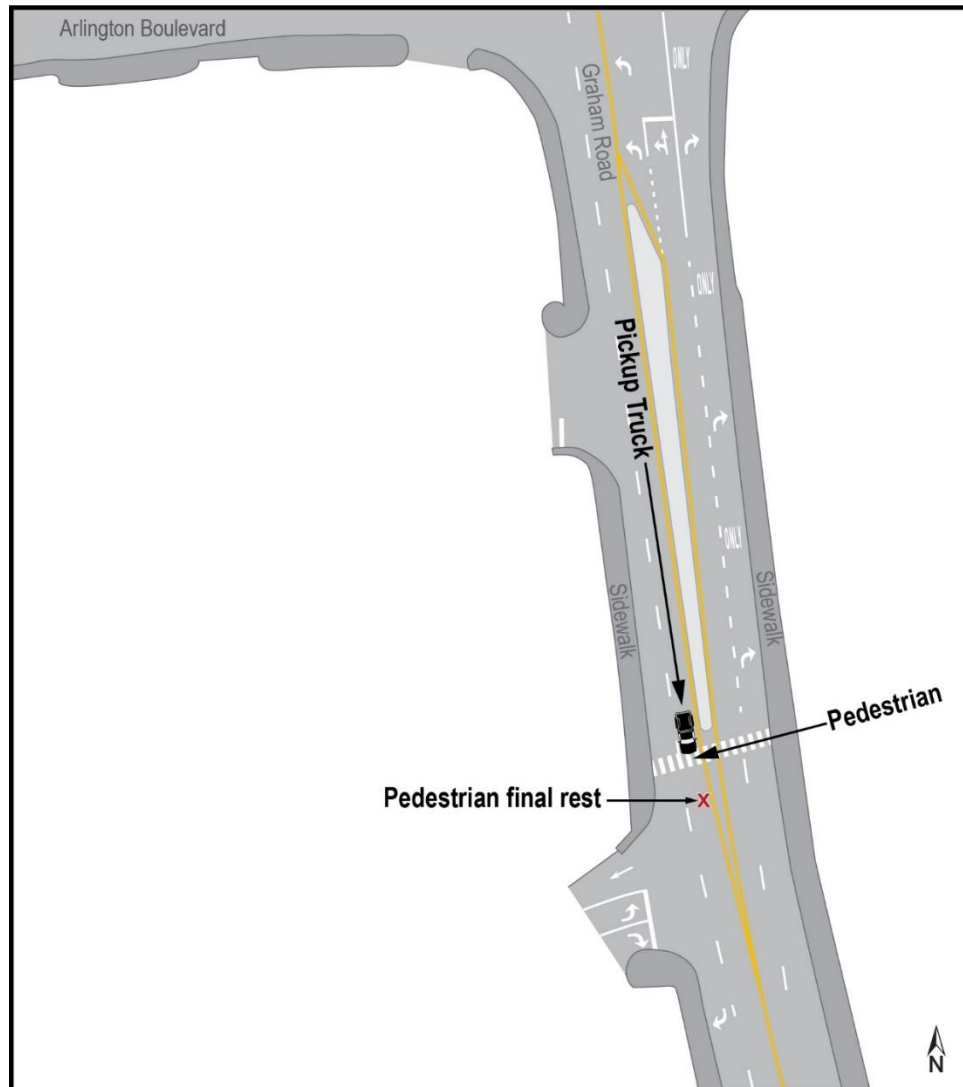 Arlington Boulevard
Graham Road
ONLY
ONLY
Pickup Truck
ONLY
Sidewalk
Sidewalk
Pedestrian
Pedestrian final rest
N
X